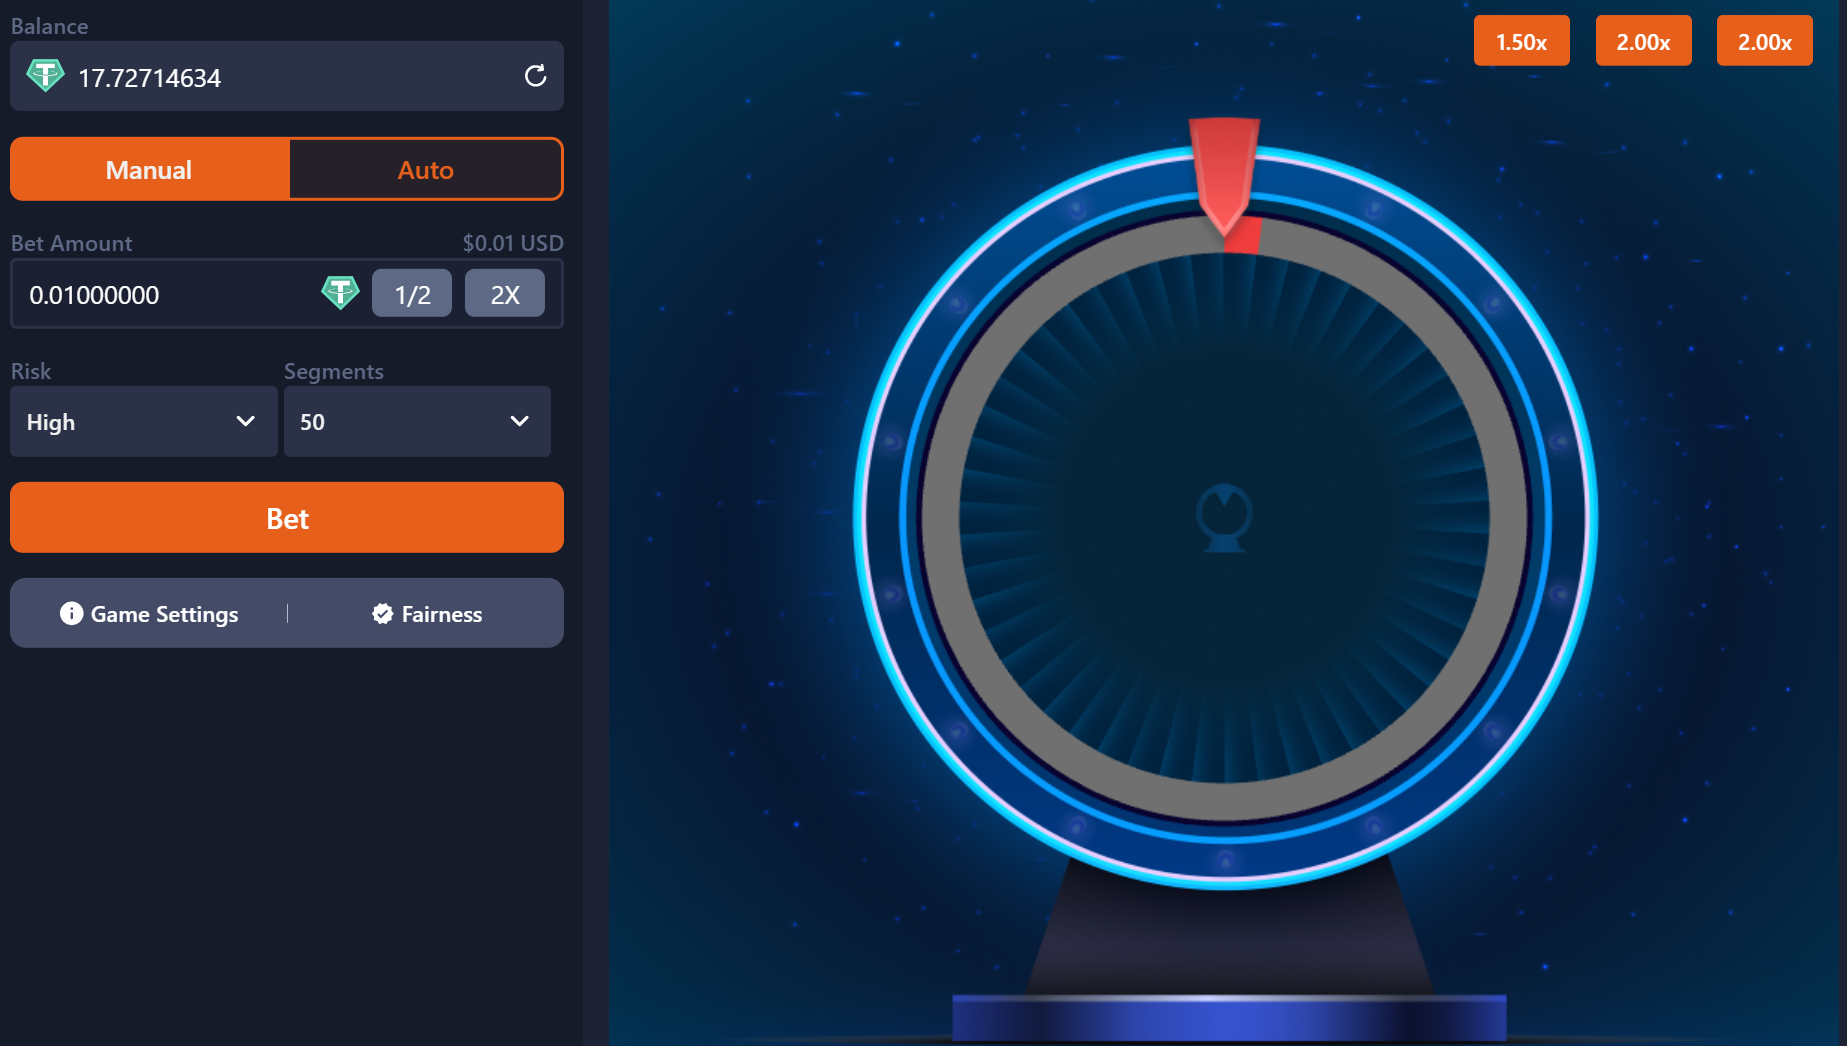 Balance
17.72714634
Manual
Auto
Bet Amount
$0.01 USD
0.01000000
1/2
2X
Risk
Segments
High
50
Bet
Game Settings
Fairness
1.50x
2.00x
2.00x